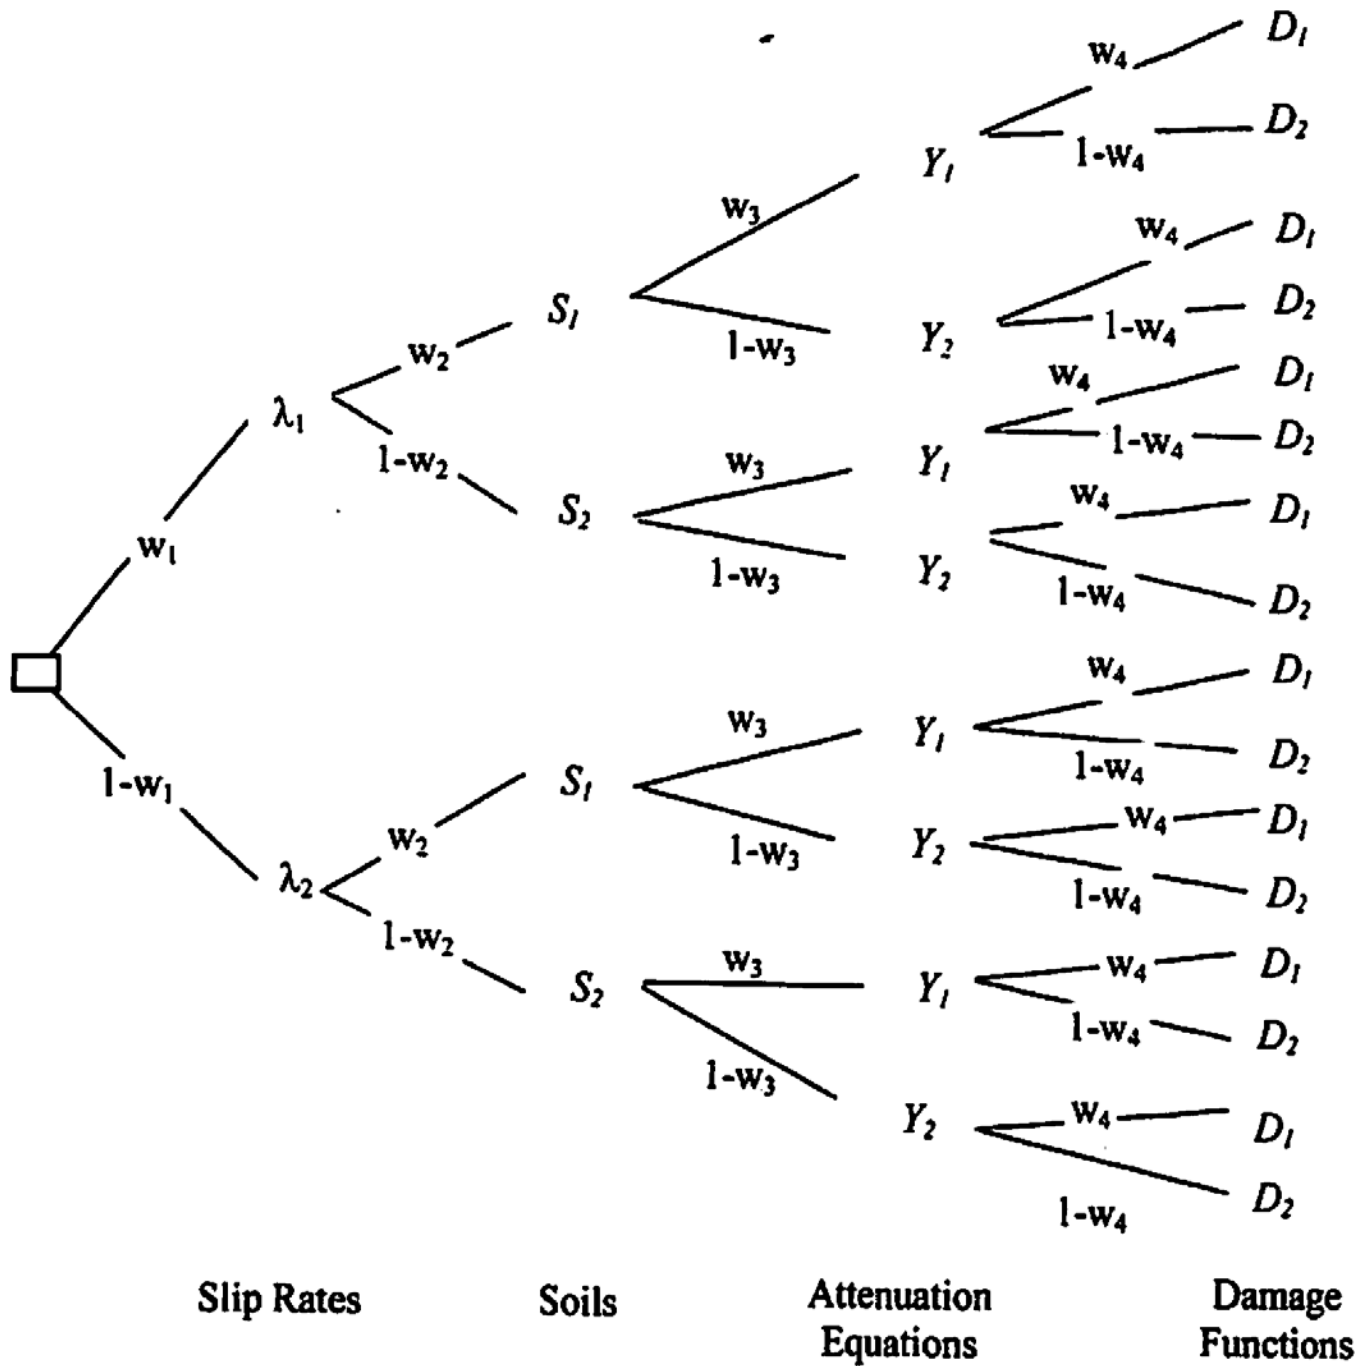 w₄ D₁
1-w₄ D₂
Y₁
w₃
w₄ D₁
1-w₄ D₂
S₁
1-w₃ Y₂
w₂
w₄ D₁
λ₁
1-w₄ D₂
1-w₂
w₃ Y₁
S₂
w₄ D₁
1-w₃ Y₂
1-w₄ D₂
w₁
w₄ D₁
w₃ Y₁
1-w₄ D₂
1-w₁
S₁
w₄ D₁
w₂
1-w₃ Y₂
1-w₄ D₂
λ₂
1-w₂
w₃
w₄ D₁
S₂ Y₁
1-w₄ D₂
1-w₃
Y₂
w₄ D₁
1-w₄ D₂
Slip Rates Soils Attenuation Damage
Equations Functions